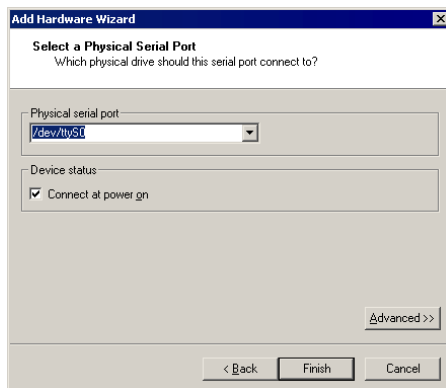 Add Hardware Wizard
Select a Physical Serial Port
Which physical drive should this serial port connect to?
Physical serial port
/dev/ttyS0
Device status
Connect at power on
Advanced >>
< Back
Finish
Cancel